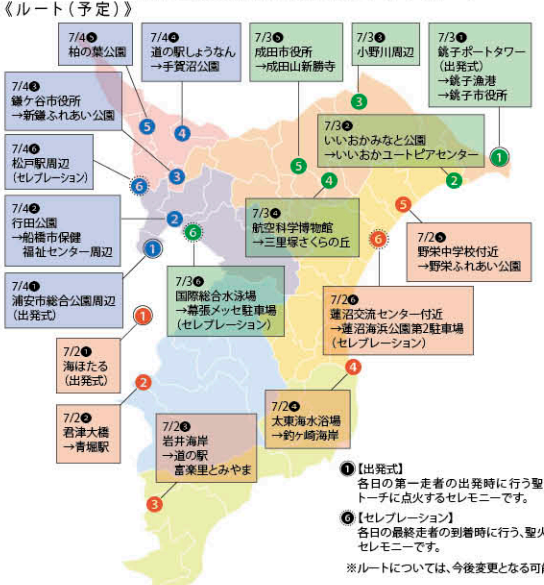 《ルート(予定)》
7/4❺
柏の葉公園
7/4❹
道の駅しょうなん
→手賀沼公園
7/3❺
成田市役所
→成田山新勝寺
7/3❸
小野川周辺
7/3❶
銚子ポートタワー
(出発式)
→銚子漁港
→銚子市役所
7/4❸
鎌ケ谷市役所
→新鎌ふれあい公園
7/3❷
いいおかみなと公園
→いいおかユートピアセンター
7/4❻
松戸駅周辺
(セレブレーション)
7/3❹
航空科学博物館
→三里塚さくらの丘
7/4❷
行田公園
→船橋市保健
福祉センター周辺
7/2❺
野栄中学校付近
→野栄ふれあい公園
7/4❶
浦安市総合公園周辺
(出発式)
7/3❻
国際総合水泳場
→幕張メッセ駐車場
(セレブレーション)
7/2❻
蓮沼交流センター付近
→蓮沼海浜公園第2駐車場
(セレブレーション)
7/2❶
海ほたる
(出発式)
7/2❷
君津大橋
→青堀駅
7/2❸
岩井海岸
→道の駅
富楽里とみやま
7/2❹
太東海水浴場
→釣ヶ崎海岸
5
4
3
6
2
1
6
5
4
3
2
1
5
6
4
1
2
3
❶【出発式】
各日の第一走者の出発時に行う聖
トーチに点火するセレモニーです。
❻【セレブレーション】
各日の最終走者の到着時に行う、聖火
セレモニーです。
※ルートについては、今後変更となる可